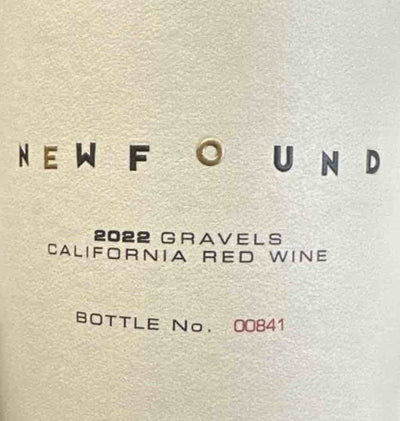 NEWFOUND
2022 GRAVELS
CALIFORNIA RED WINE
BOTTLE No. 00841